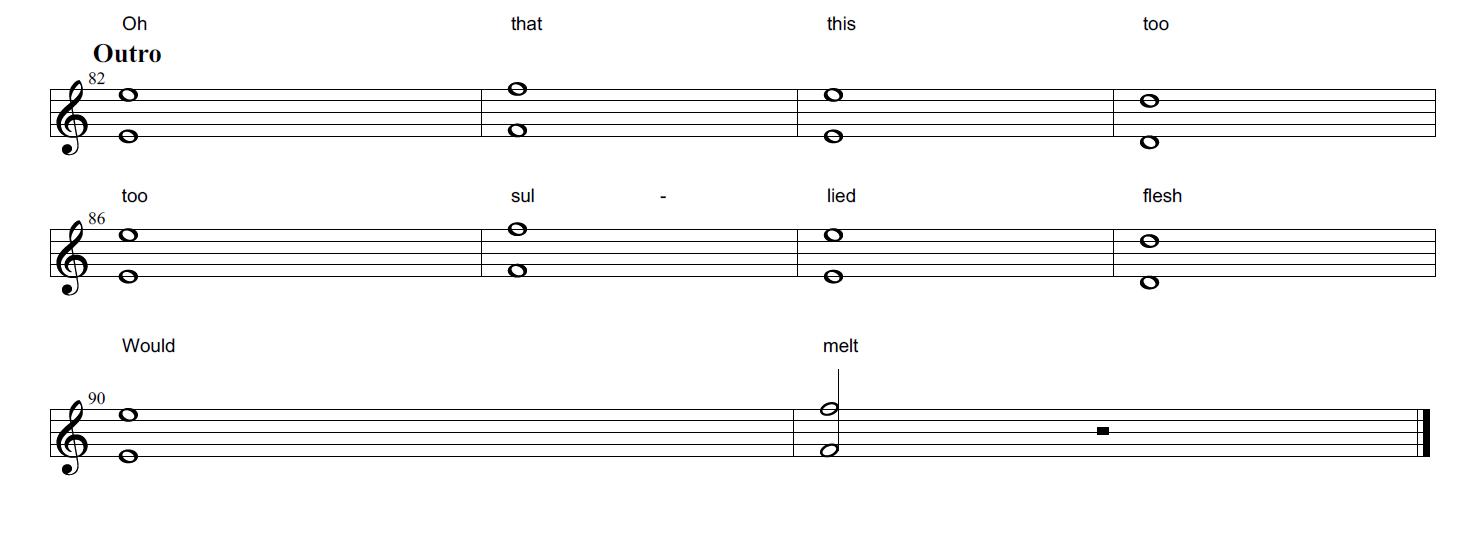 Oh that this too
Outro
82
too sul - lied flesh
86
Would melt
90